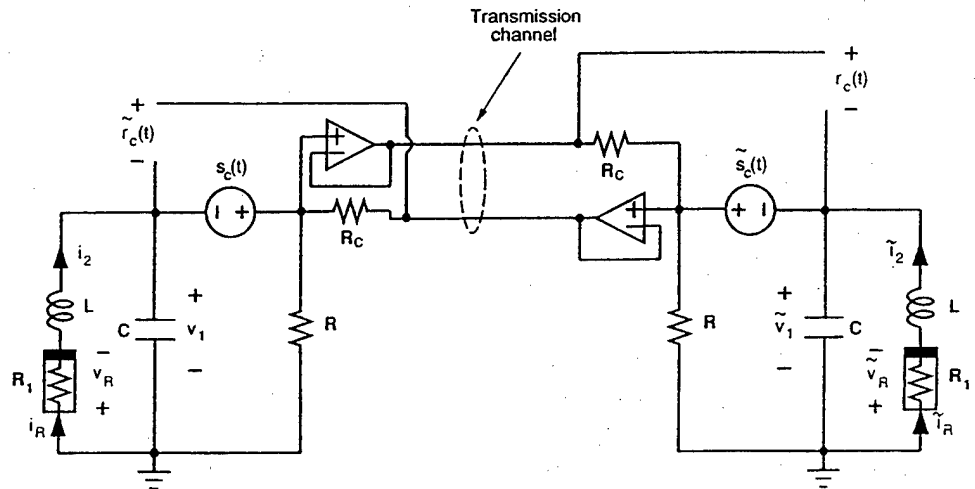 Transmission
channel
+
r̃c(t)
−
+
rc(t)
−
sc(t)
− +
+
−
RC
RC
s̃c(t)
+ −
+
−
i2
L
C
+
v1
−
R
R1
−
vR
+
iR
R
+
ṽ1
−
C
ĩ2
L
−
ṽR
+
R1
ĩR